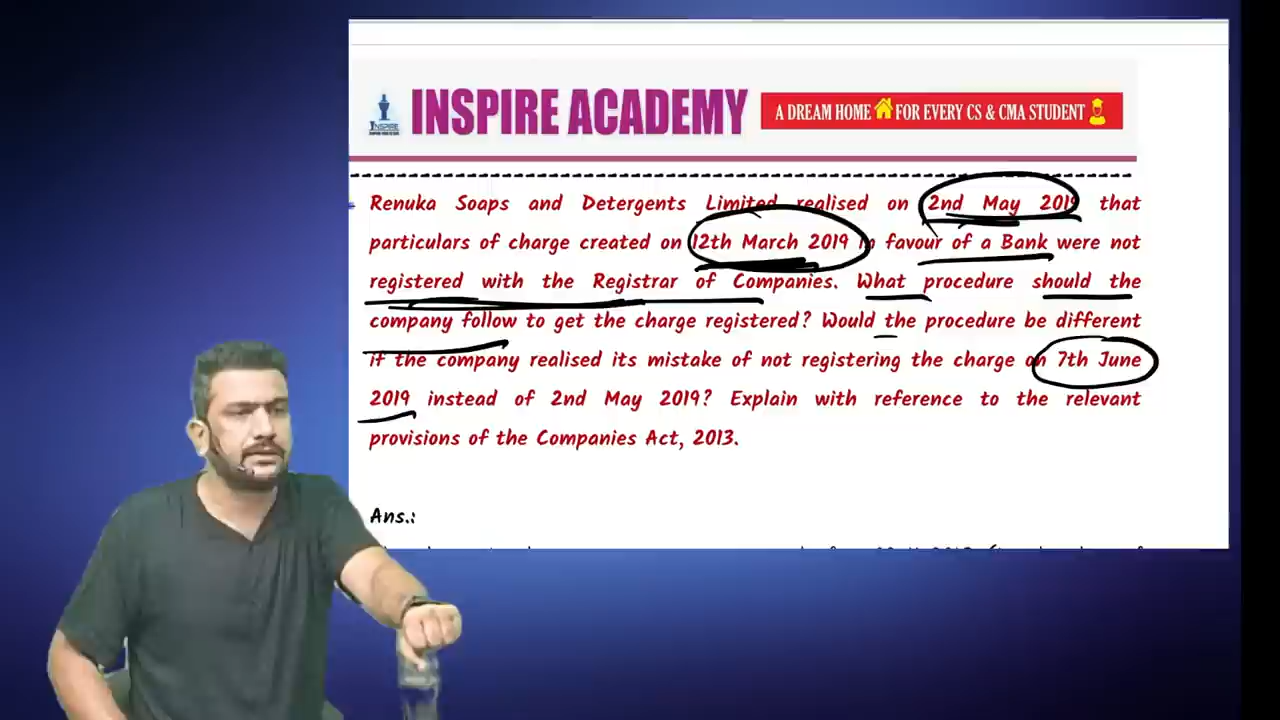 INSPIRE ACADEMY
A DREAM HOME FOR EVERY CS & CMA STUDENT
INSPIRE
Renuka Soaps and Detergents Limited realised on 2nd May 2019 that
particulars of charge created on 12th March 2019 in favour of a Bank were not
registered with the Registrar of Companies. What procedure should the
company follow to get the charge registered? Would the procedure be different
if the company realised its mistake of not registering the charge on 7th June
2019 instead of 2nd May 2019? Explain with reference to the relevant
provisions of the Companies Act, 2013.
Ans.: